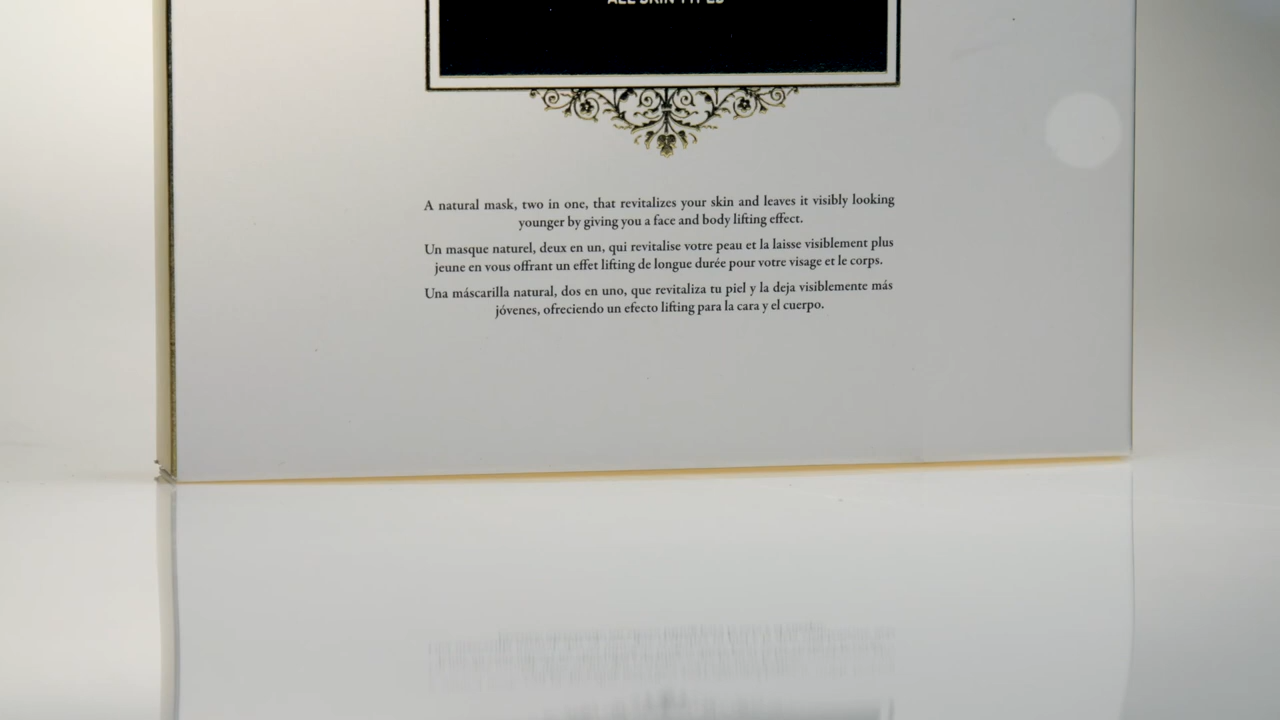 ALL SKIN TYPES
A natural mask, two in one, that revitalizes your skin and leaves it visibly looking
younger by giving you a face and body lifting effect.
Un masque naturel, deux en un, qui revitalise votre peau et la laisse visiblement plus
jeune en vous offrant un effet lifting de longue durée pour votre visage et le corps.
Una máscarilla natural, dos en uno, que revitaliza tu piel y la deja visiblemente más
jóvenes, ofreciendo un efecto lifting para la cara y el cuerpo.